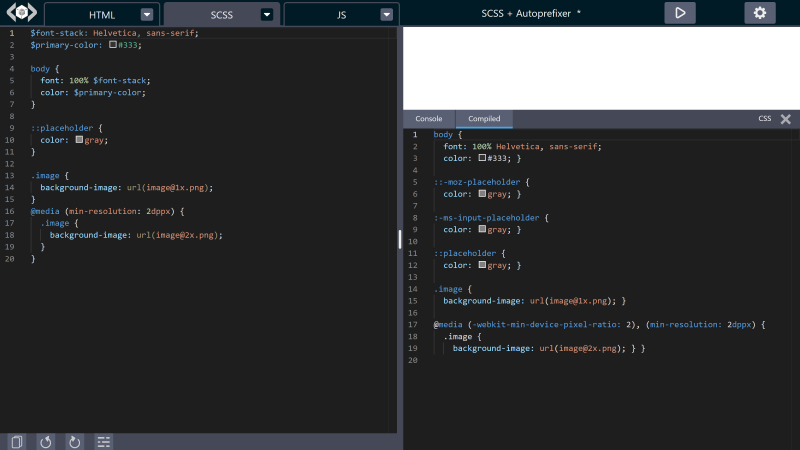 HTML
SCSS
JS
SCSS + Autoprefixer *
1 $font-stack: Helvetica, sans-serif;
2 $primary-color: #333;
3
4 body {
5 font: 100% $font-stack;
6 color: $primary-color;
7 }
8
9 ::placeholder {
10 color: gray;
11 }
12
13 .image {
14 background-image: url(image@1x.png);
15 }
16 @media (min-resolution: 2dppx) {
17 .image {
18 background-image: url(image@2x.png);
19 }
20 }
Console
Compiled
CSS
1 body {
2 font: 100% Helvetica, sans-serif;
3 color: #333; }
4
5 ::-moz-placeholder {
6 color: gray; }
7
8 :-ms-input-placeholder {
9 color: gray; }
10
11 ::placeholder {
12 color: gray; }
13
14 .image {
15 background-image: url(image@1x.png); }
16
17 @media (-webkit-min-device-pixel-ratio: 2), (min-resolution: 2dppx) {
18 .image {
19 background-image: url(image@2x.png); } }
20